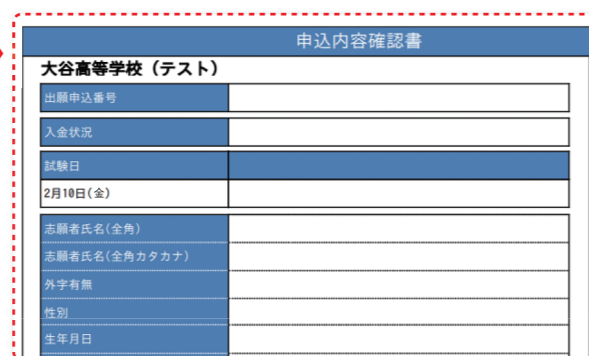 申込内容確認書
大谷高等学校（テスト）
出願申込番号
入金状況
試験日
2月10日(金)
志願者氏名(全角)
志願者氏名(全角カタカナ)
外字有無
性別
生年月日